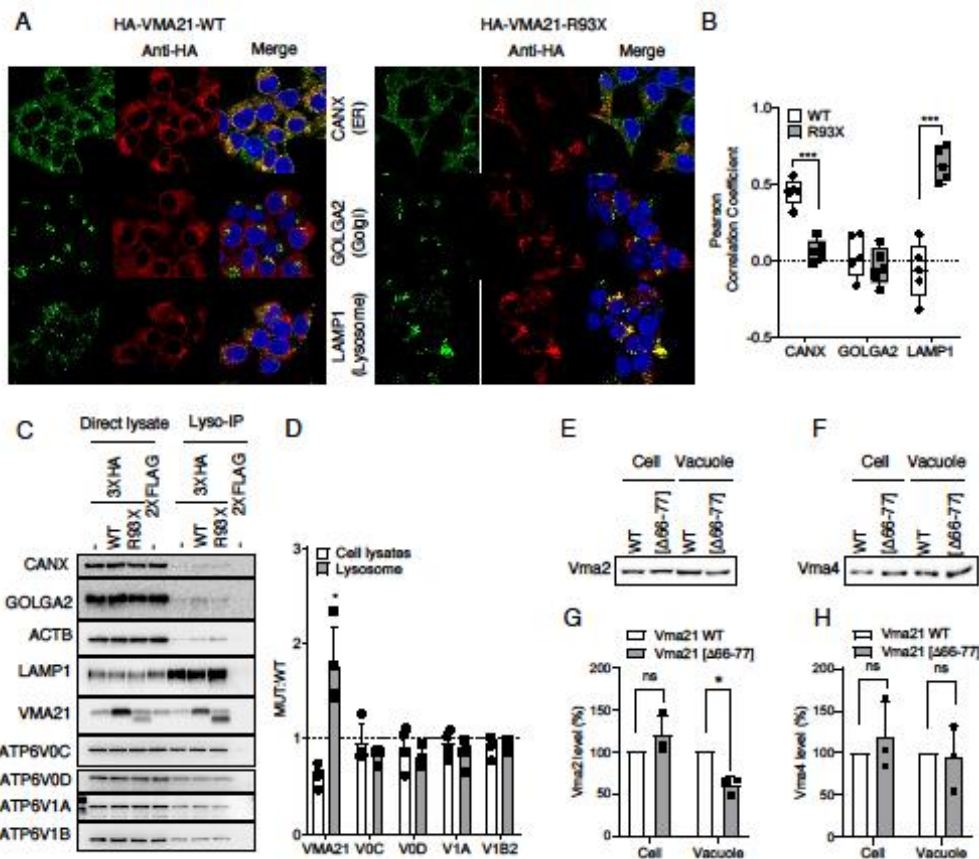 A
HA-VMA21-WT
HA-VMA21-R93X
Anti-HA Merge
Anti-HA Merge
CANX
(ER)
GOLGA2
(Golgi)
LAMP1
(Lysosome)
B
WT
R93X
***
***
Pearson
Correlation Coefficient
1.0
0.5
0.0
-0.5
CANX GOLGA2 LAMP1
C
Direct lysate Lyso-IP
3XHA 2XFLAG 3XHA 2XFLAG
- WT R93X - - WT R93X -
CANX
GOLGA2
ACTB
LAMP1
VMA21
ATP6V0C
ATP6V0D
ATP6V1A
ATP6V1B
D
Cell lysates
Lysosome
*
MUT:WT
3
2
1
0
VMA21 V0C V0D V1A V1B2
E
Cell Vacuole
WT [Δ66-77] WT [Δ66-77]
Vma2
F
Cell Vacuole
WT [Δ66-77] WT [Δ66-77]
Vma4
G
Vma21 WT
Vma21 [Δ66-77]
ns
*
Vma2 level (%)
200
150
100
50
0
Cell Vacuole
H
Vma21 WT
Vma21 [Δ66-77]
ns
ns
Vma4 level (%)
200
150
100
50
0
Cell Vacuole